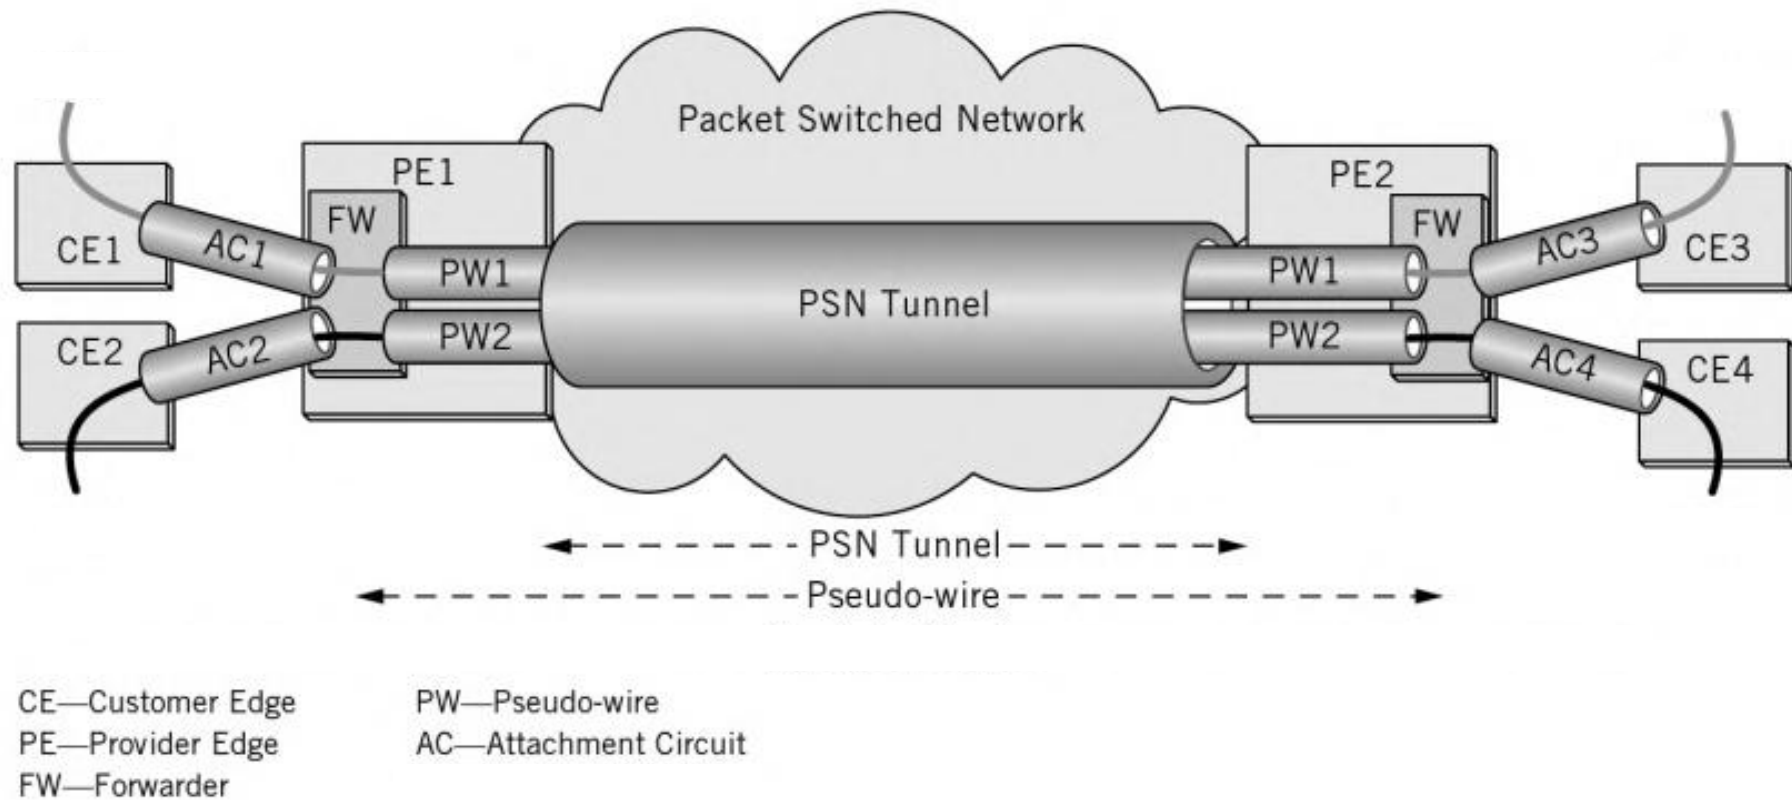 Packet Switched Network
PE1
PE2
FW
FW
CE1
AC1
PW1
PW1
AC3
CE3
PSN Tunnel
CE2
AC2
PW2
PW2
AC4
CE4
PSN Tunnel
Pseudo-wire
CE—Customer Edge
PW—Pseudo-wire
PE—Provider Edge
AC—Attachment Circuit
FW—Forwarder